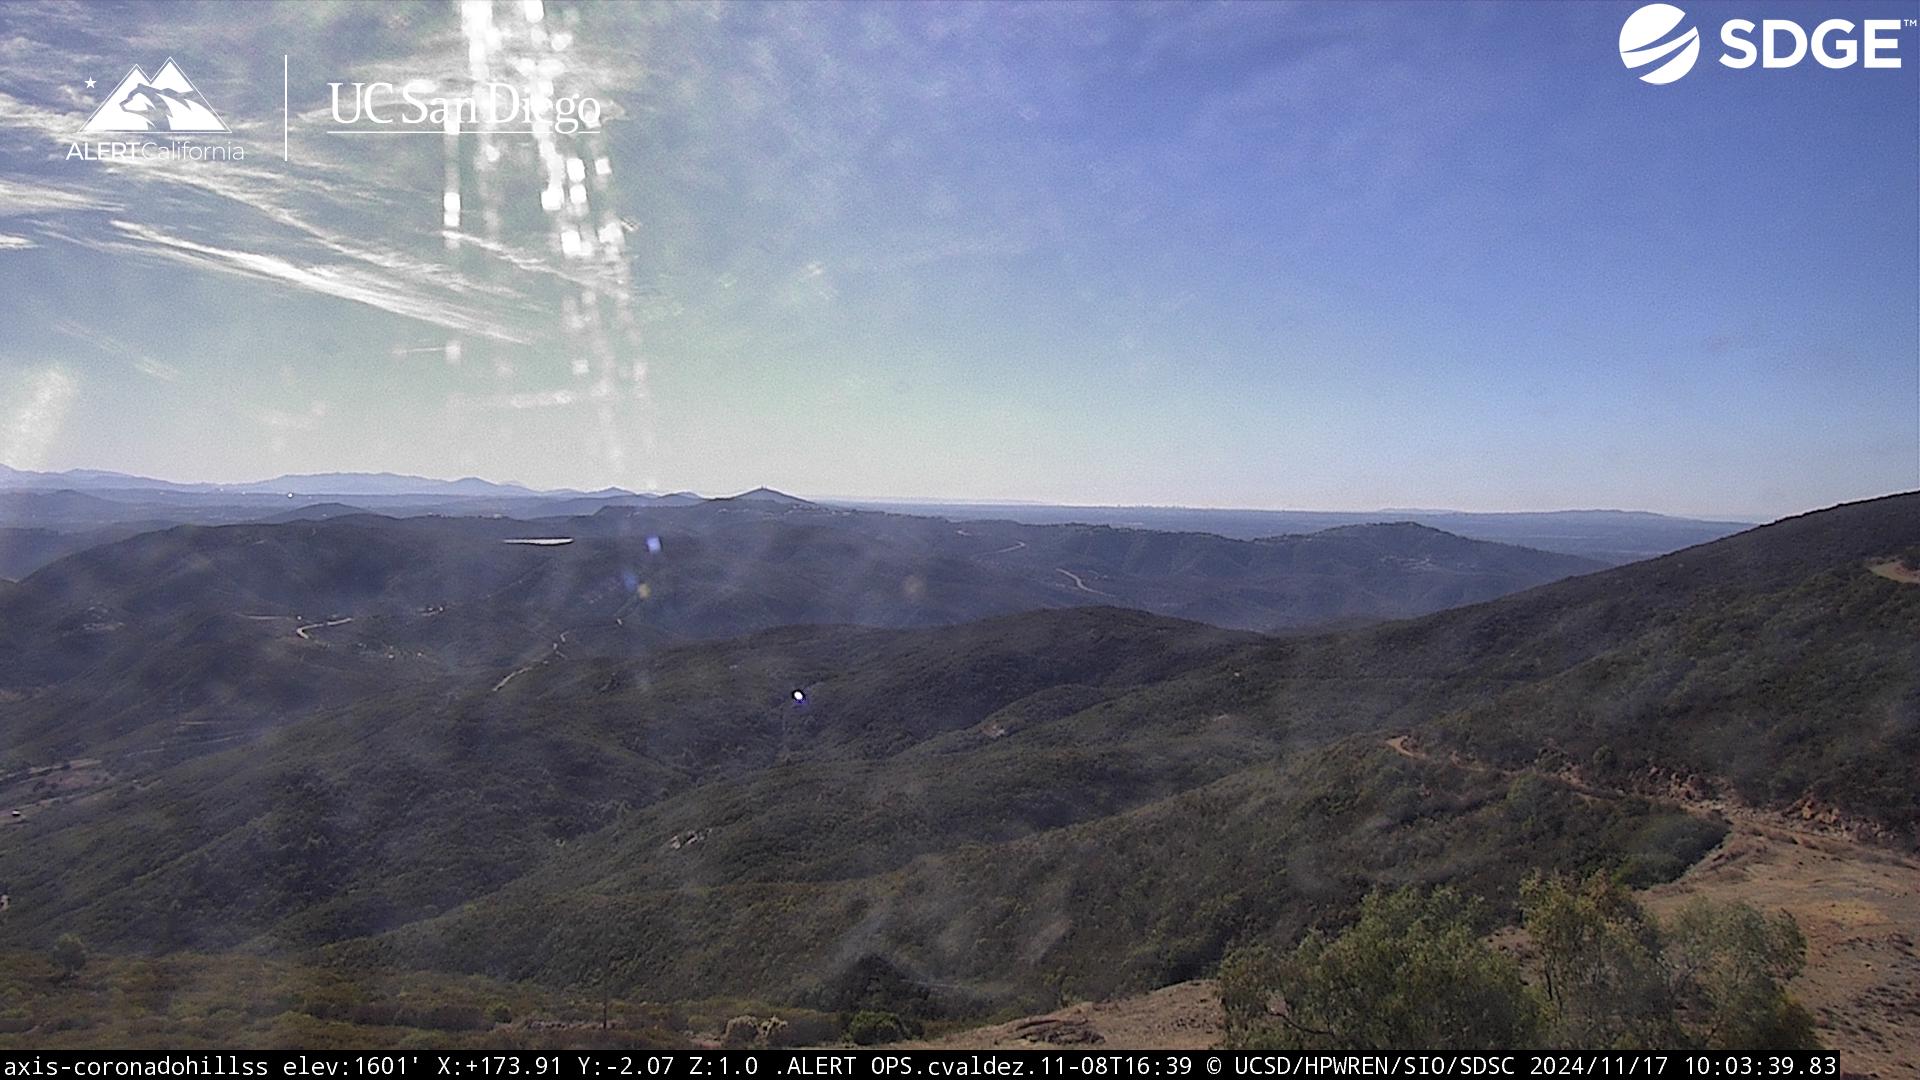 ALERTCalifornia
UC San Diego
SDGE™
axis-coronadohillss elev:1601' X:+173.91 Y:-2.07 Z:1.0 .ALERT OPS.cvaldez.11-08T16:39 © UCSD/HPWREN/SIO/SDSC 2024/11/17 10:03:39.83